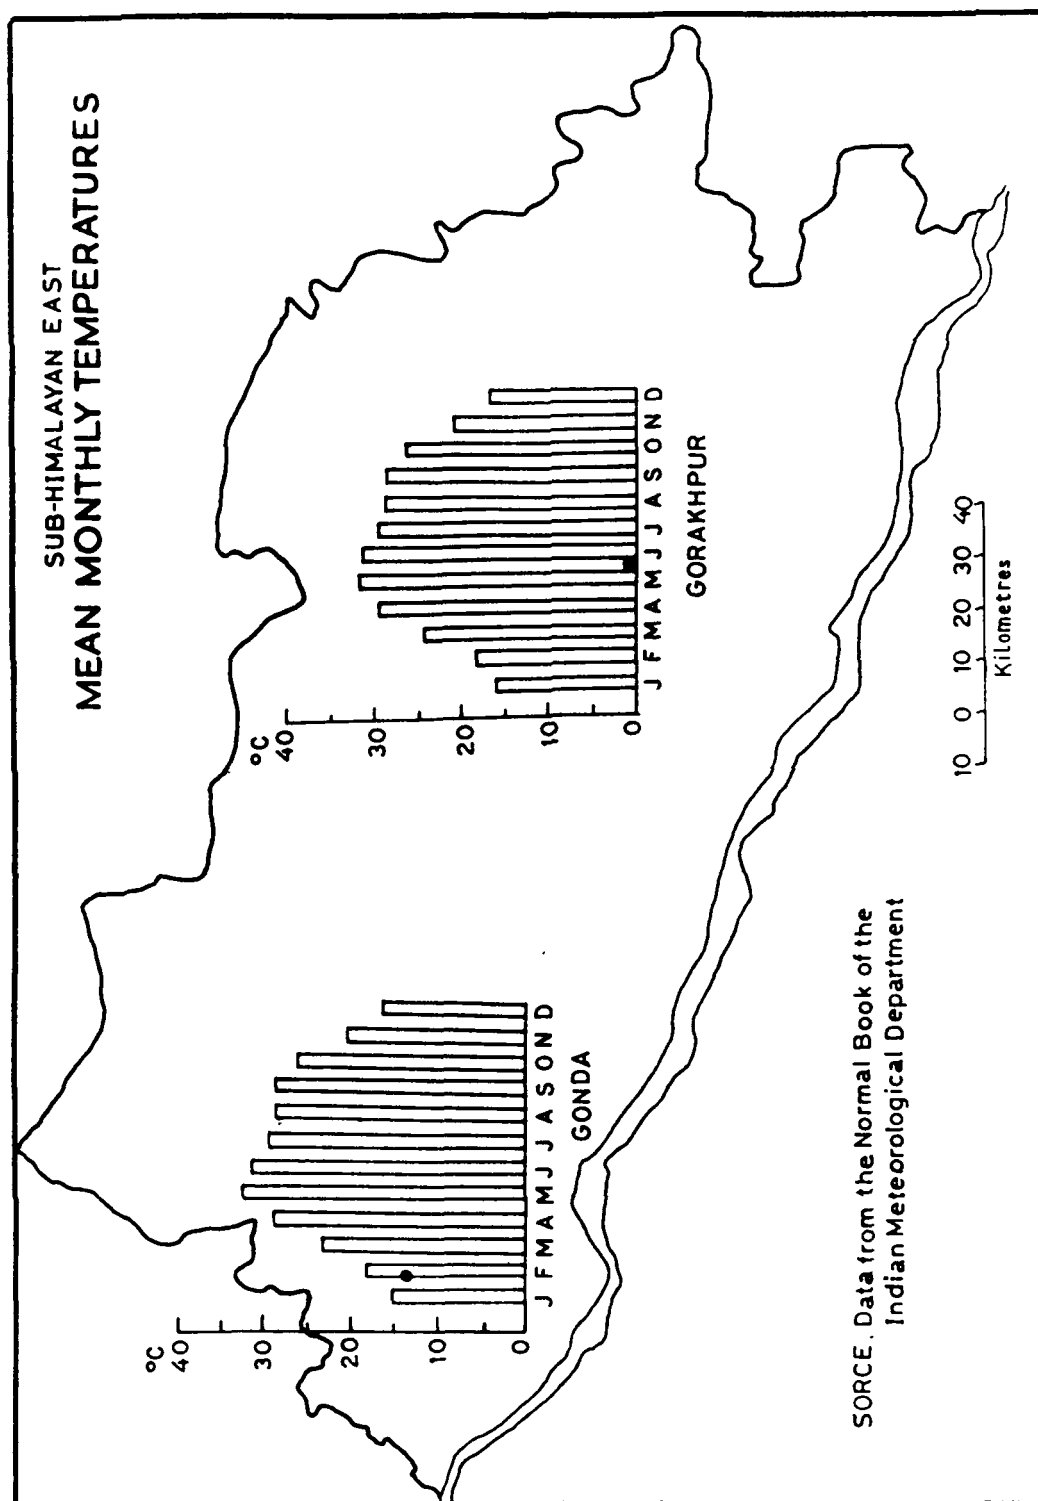 SUB-HIMALAYAN EAST
MEAN MONTHLY TEMPERATURES
°C
40
30
20
10
0
J F M A M J J A S O N D
GONDA
°C
40
30
20
10
0
J F M A M J J A S O N D
GORAKHPUR
10 0 10 20 30 40
Kilometres
SORCE. Data from the Normal Book of the
Indian Meteorological Department